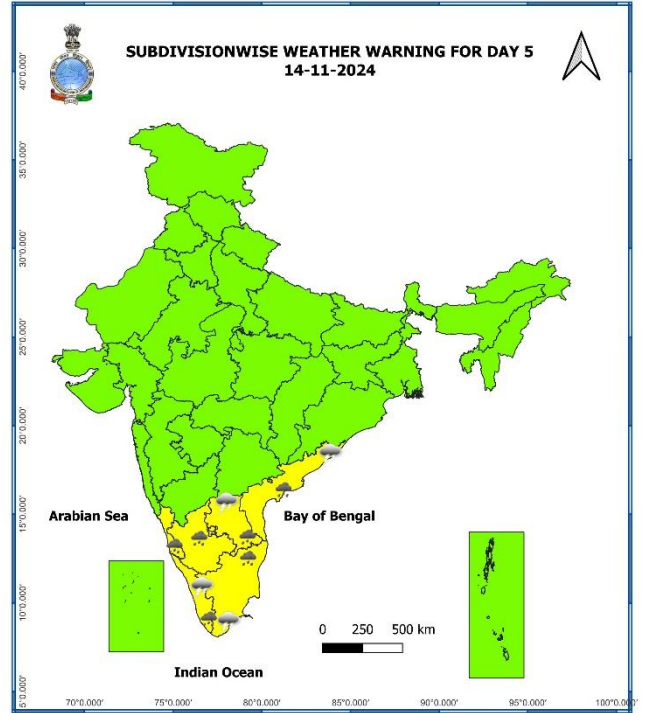 SUBDIVISIONWISE WEATHER WARNING FOR DAY 5
14-11-2024
40°0.000'
35°0.000'
30°0.000'
25°0.000'
20°0.000'
15°0.000'
10°0.000'
5°0.000'
Arabian Sea
Bay of Bengal
0 250 500 km
Indian Ocean
70°0.000' 75°0.000' 80°0.000' 85°0.000' 90°0.000' 95°0.000' 100°0.000'